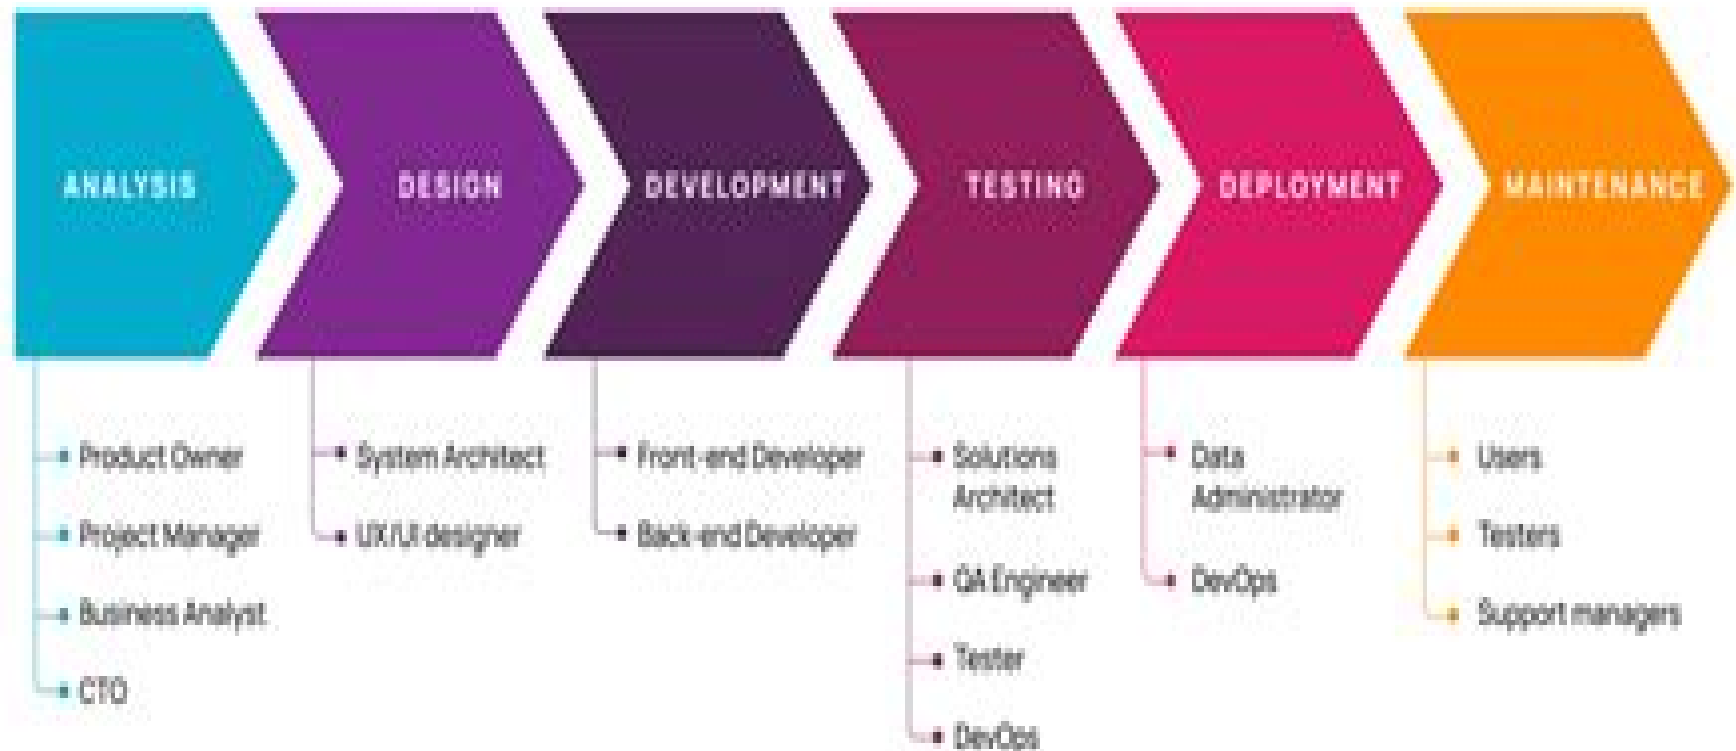 ANALYSIS
DESIGN
DEVELOPMENT
TESTING
DEPLOYMENT
MAINTENANCE
Product Owner
Project Manager
Business Analyst
CTO
System Architect
UX/UI designer
Front-end Developer
Back-end Developer
Solutions
Architect
QA Engineer
Tester
DevOps
Data
Administrator
DevOps
Users
Testers
Support managers